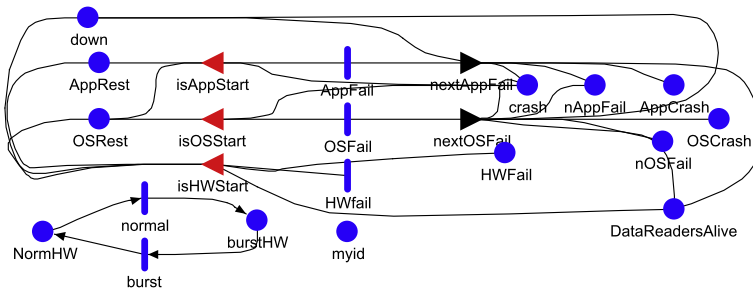 down
AppRest
isAppStart
AppFail
nextAppFail
crash
nAppFail
AppCrash
OSRest
isOSStart
OSFail
nextOSFail
OSCrash
nOSFail
HWFail
isHWStart
HWfail
normal
NormHW
burstHW
myid
DataReadersAlive
burst